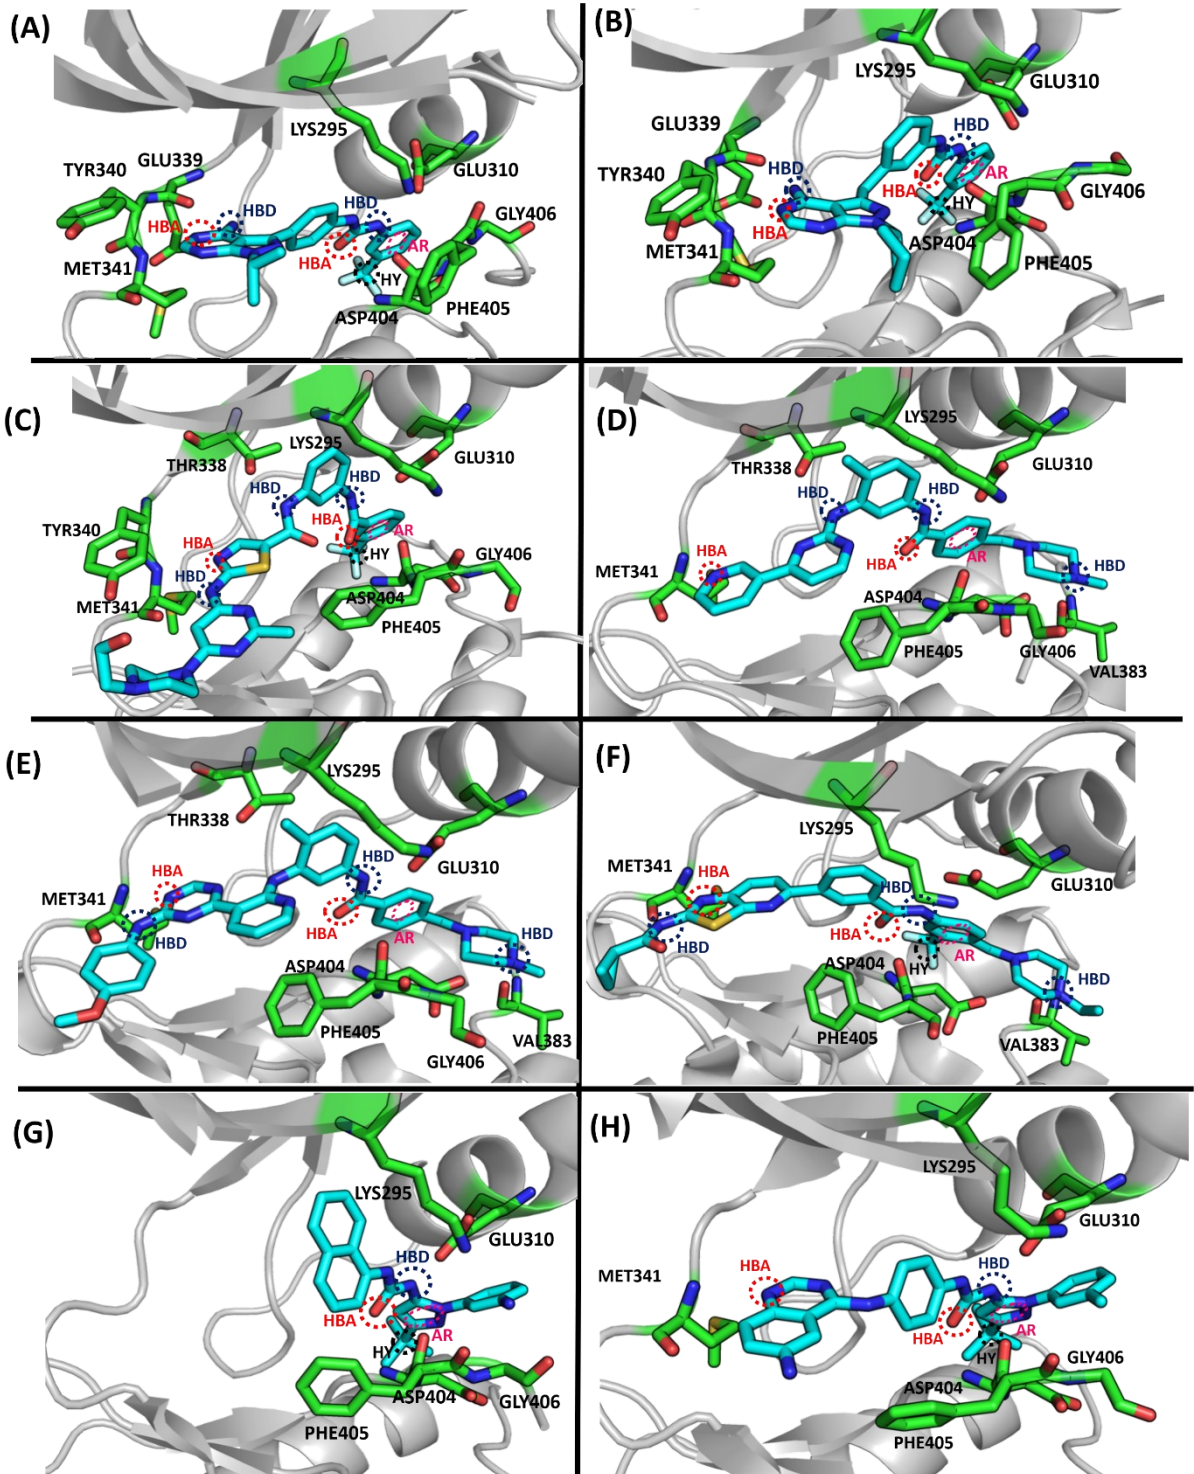 (A)
LYS295
GLU339
TYR340
GLU310
HBD
HBD
GLY406
HBA
HBA
AR
MET341
HY
ASP404
PHE405
(B)
LYS295
GLU310
GLU339
HBD
TYR340
HBD
AR
GLY406
HBA
HBA
HY
MET341
ASP404
PHE405
(C)
LYS295
THR338
GLU310
HBD
HBD
HBA
TYR340
AR
HBA
HY
GLY406
HBD
MET341
ASP404
PHE405
(D)
LYS295
THR338
GLU310
HBD
HBD
HBA
MET341
HBA
AR
HBD
ASP404
PHE405
GLY406
VAL383
(E)
LYS295
THR338
HBD
GLU310
HBA
MET341
HBD
HBA
AR
HBD
ASP404
PHE405
VAL383
GLY406
(F)
LYS295
MET341
HBA
GLU310
HBD
HBA
HBD
AR
ASP404
HY
HBD
PHE405
VAL383
(G)
LYS295
GLU310
HBD
HBA
AR
HY
ASP404
GLY406
PHE405
(H)
LYS295
GLU310
MET341
HBA
HBD
HBA
AR
HY
GLY406
ASP404
PHE405